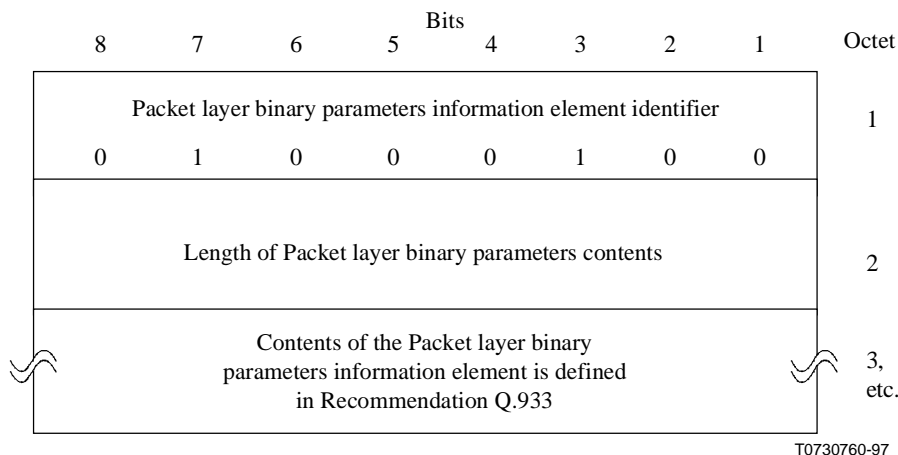 Bits
8 7 6 5 4 3 2 1 Octet
Packet layer binary parameters information element identifier
1
0 1 0 0 0 1 0 0
Length of Packet layer binary parameters contents
2
Contents of the Packet layer binary
parameters information element is defined
in Recommendation Q.933
3,
etc.
T0730760-97